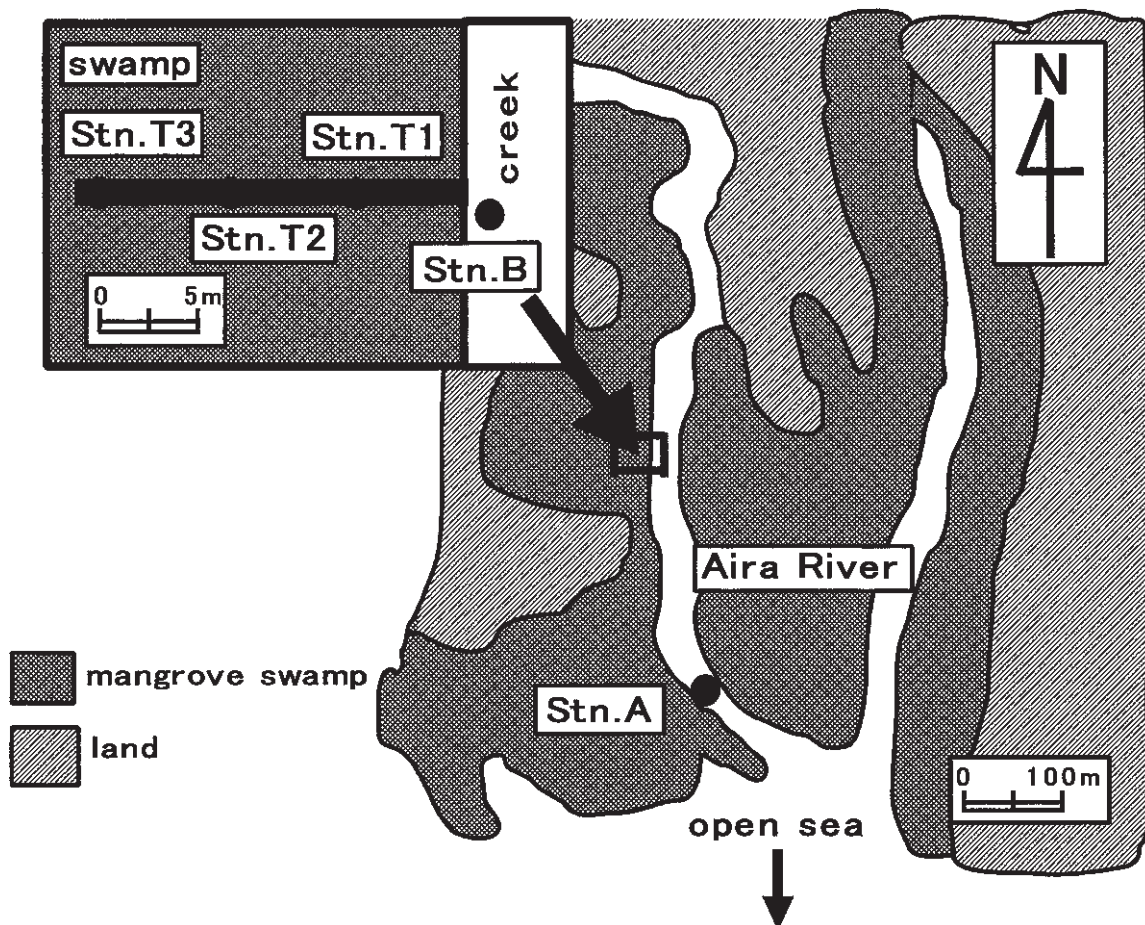 swamp
Stn.T3
Stn.T1
creek
Stn.T2
Stn.B
0 5m
N
Aira River
mangrove swamp
Stn.A
land
0 100m
open sea